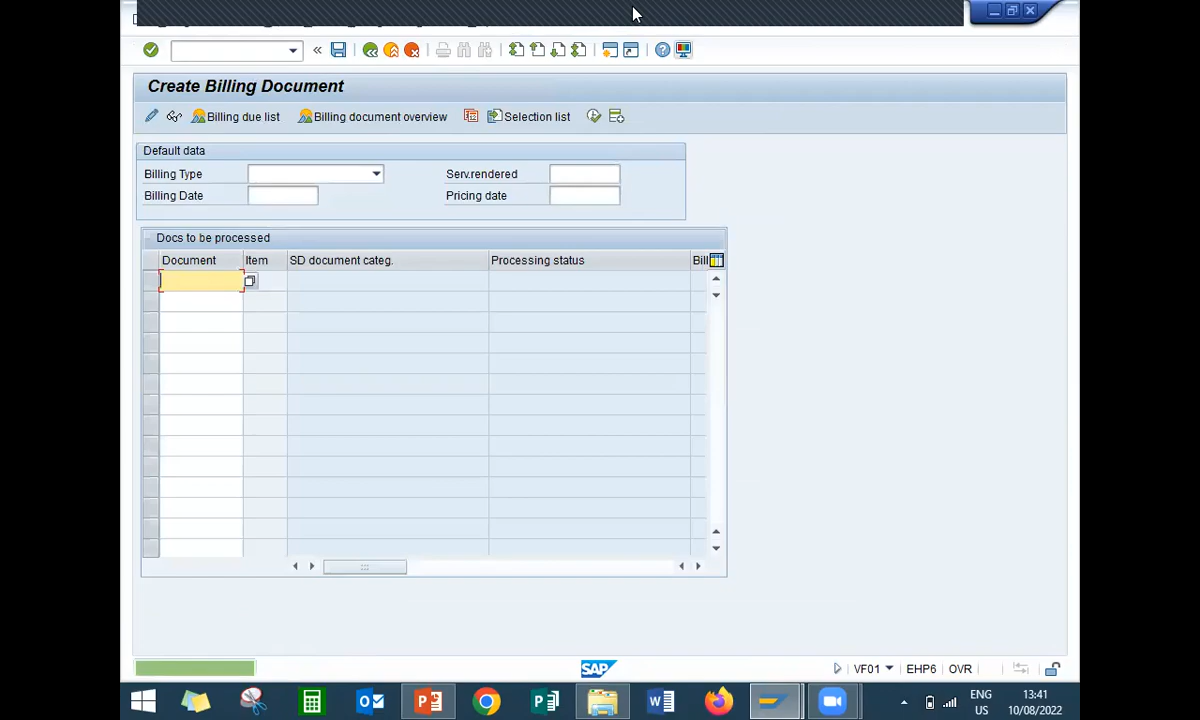 Create Billing Document
Billing due list
Billing document overview
Selection list
Default data
Billing Type
Serv.rendered
Billing Date
Pricing date
Docs to be processed
Document Item SD document categ. Processing status Bill
SAP
VF01 EHP6 OVR
ENG
US
13:41
10/08/2022